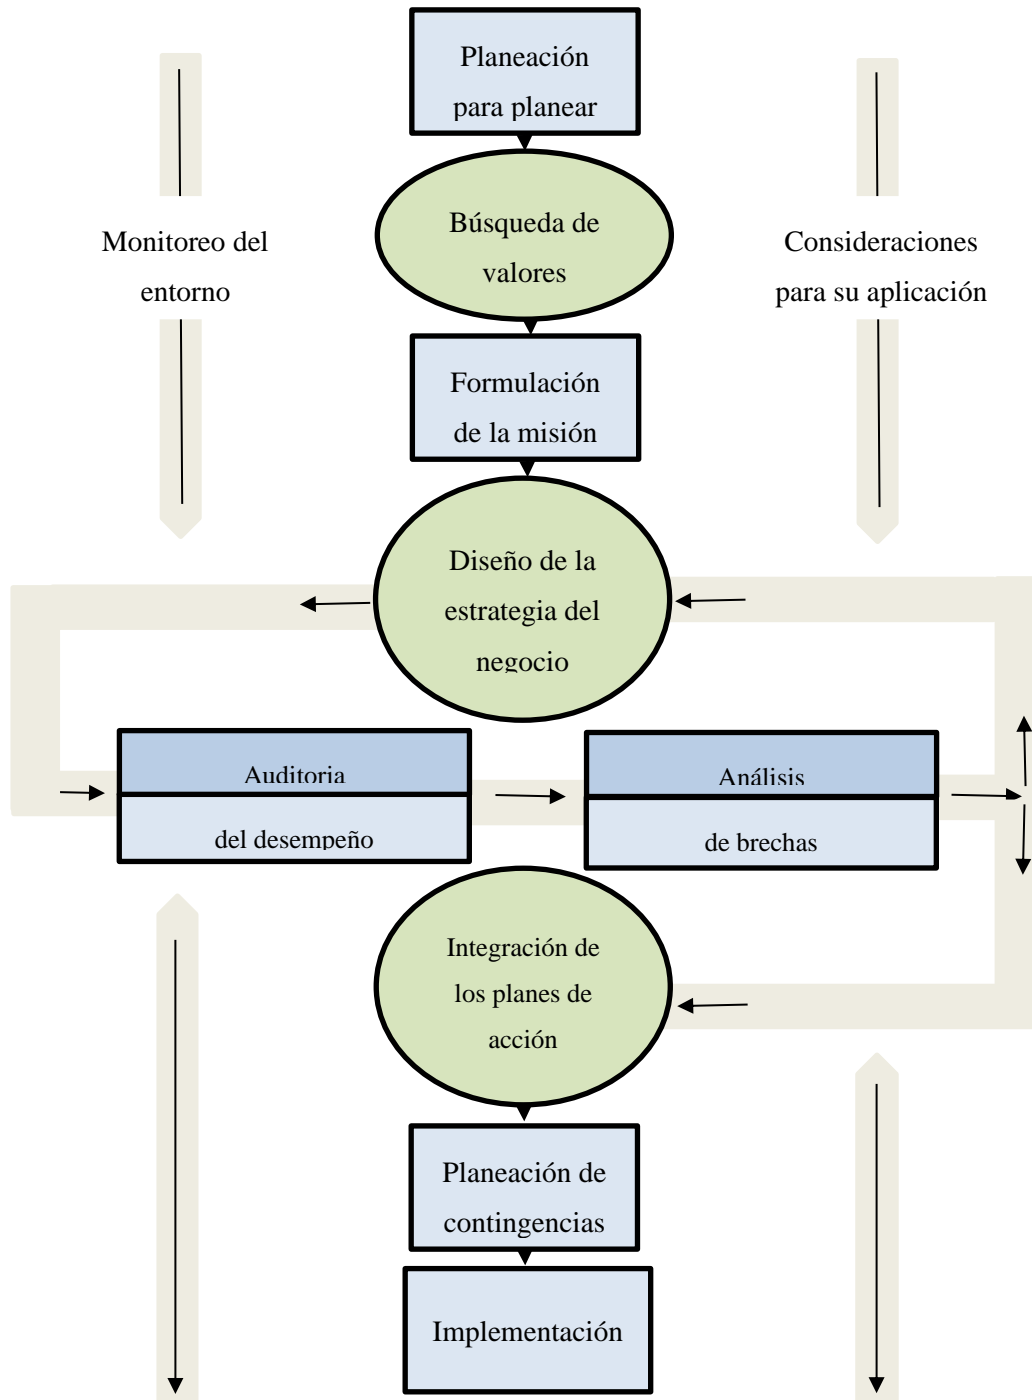 Planeación
para planear
Búsqueda de
valores
Monitoreo del
entorno
Consideraciones
para su aplicación
Formulación
de la misión
Diseño de la
estrategia del
negocio
Auditoria
del desempeño
Análisis
de brechas
Integración de
los planes de
acción
Planeación de
contingencias
Implementación